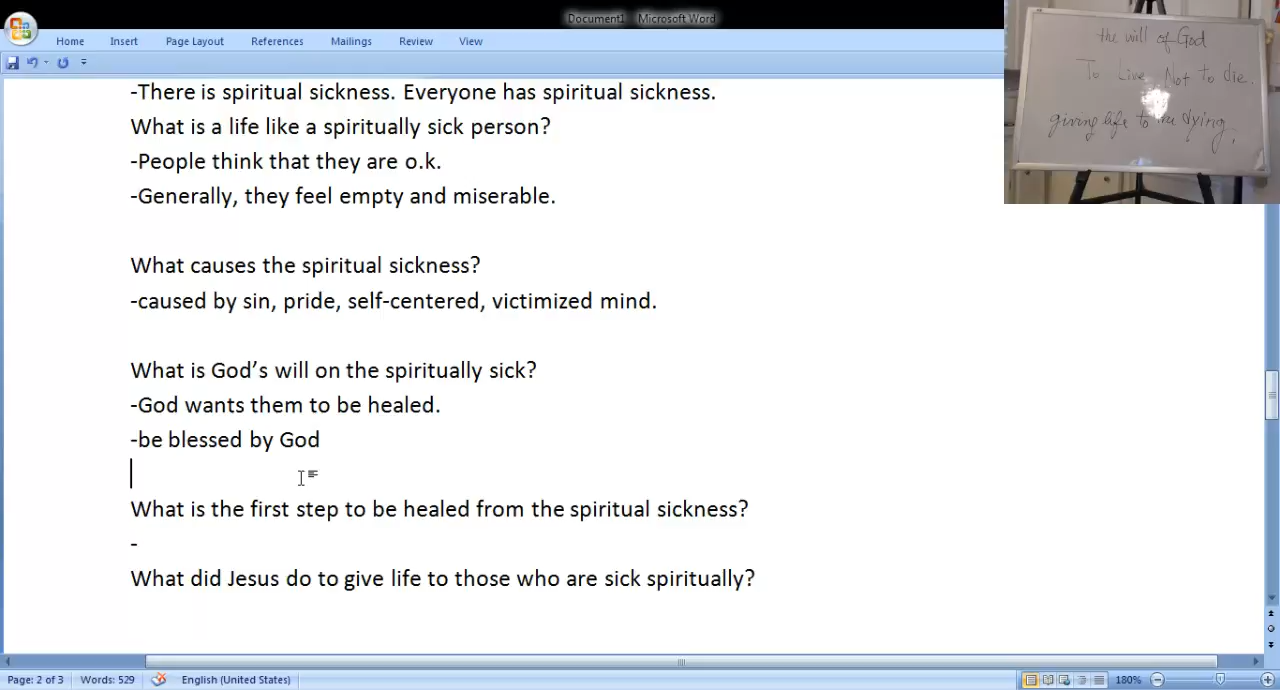 Document1 - Microsoft Word
Home Insert Page Layout References Mailings Review View
-There is spiritual sickness. Everyone has spiritual sickness.
What is a life like a spiritually sick person?
-People think that they are o.k.
-Generally, they feel empty and miserable.
What causes the spiritual sickness?
-caused by sin, pride, self-centered, victimized mind.
What is God’s will on the spiritually sick?
-God wants them to be healed.
-be blessed by God
What is the first step to be healed from the spiritual sickness?
-
What did Jesus do to give life to those who are sick spiritually?
Page: 2 of 3 Words: 529 English (United States) 180%
the will of God
To Live Not to die.
giving life to the dying,